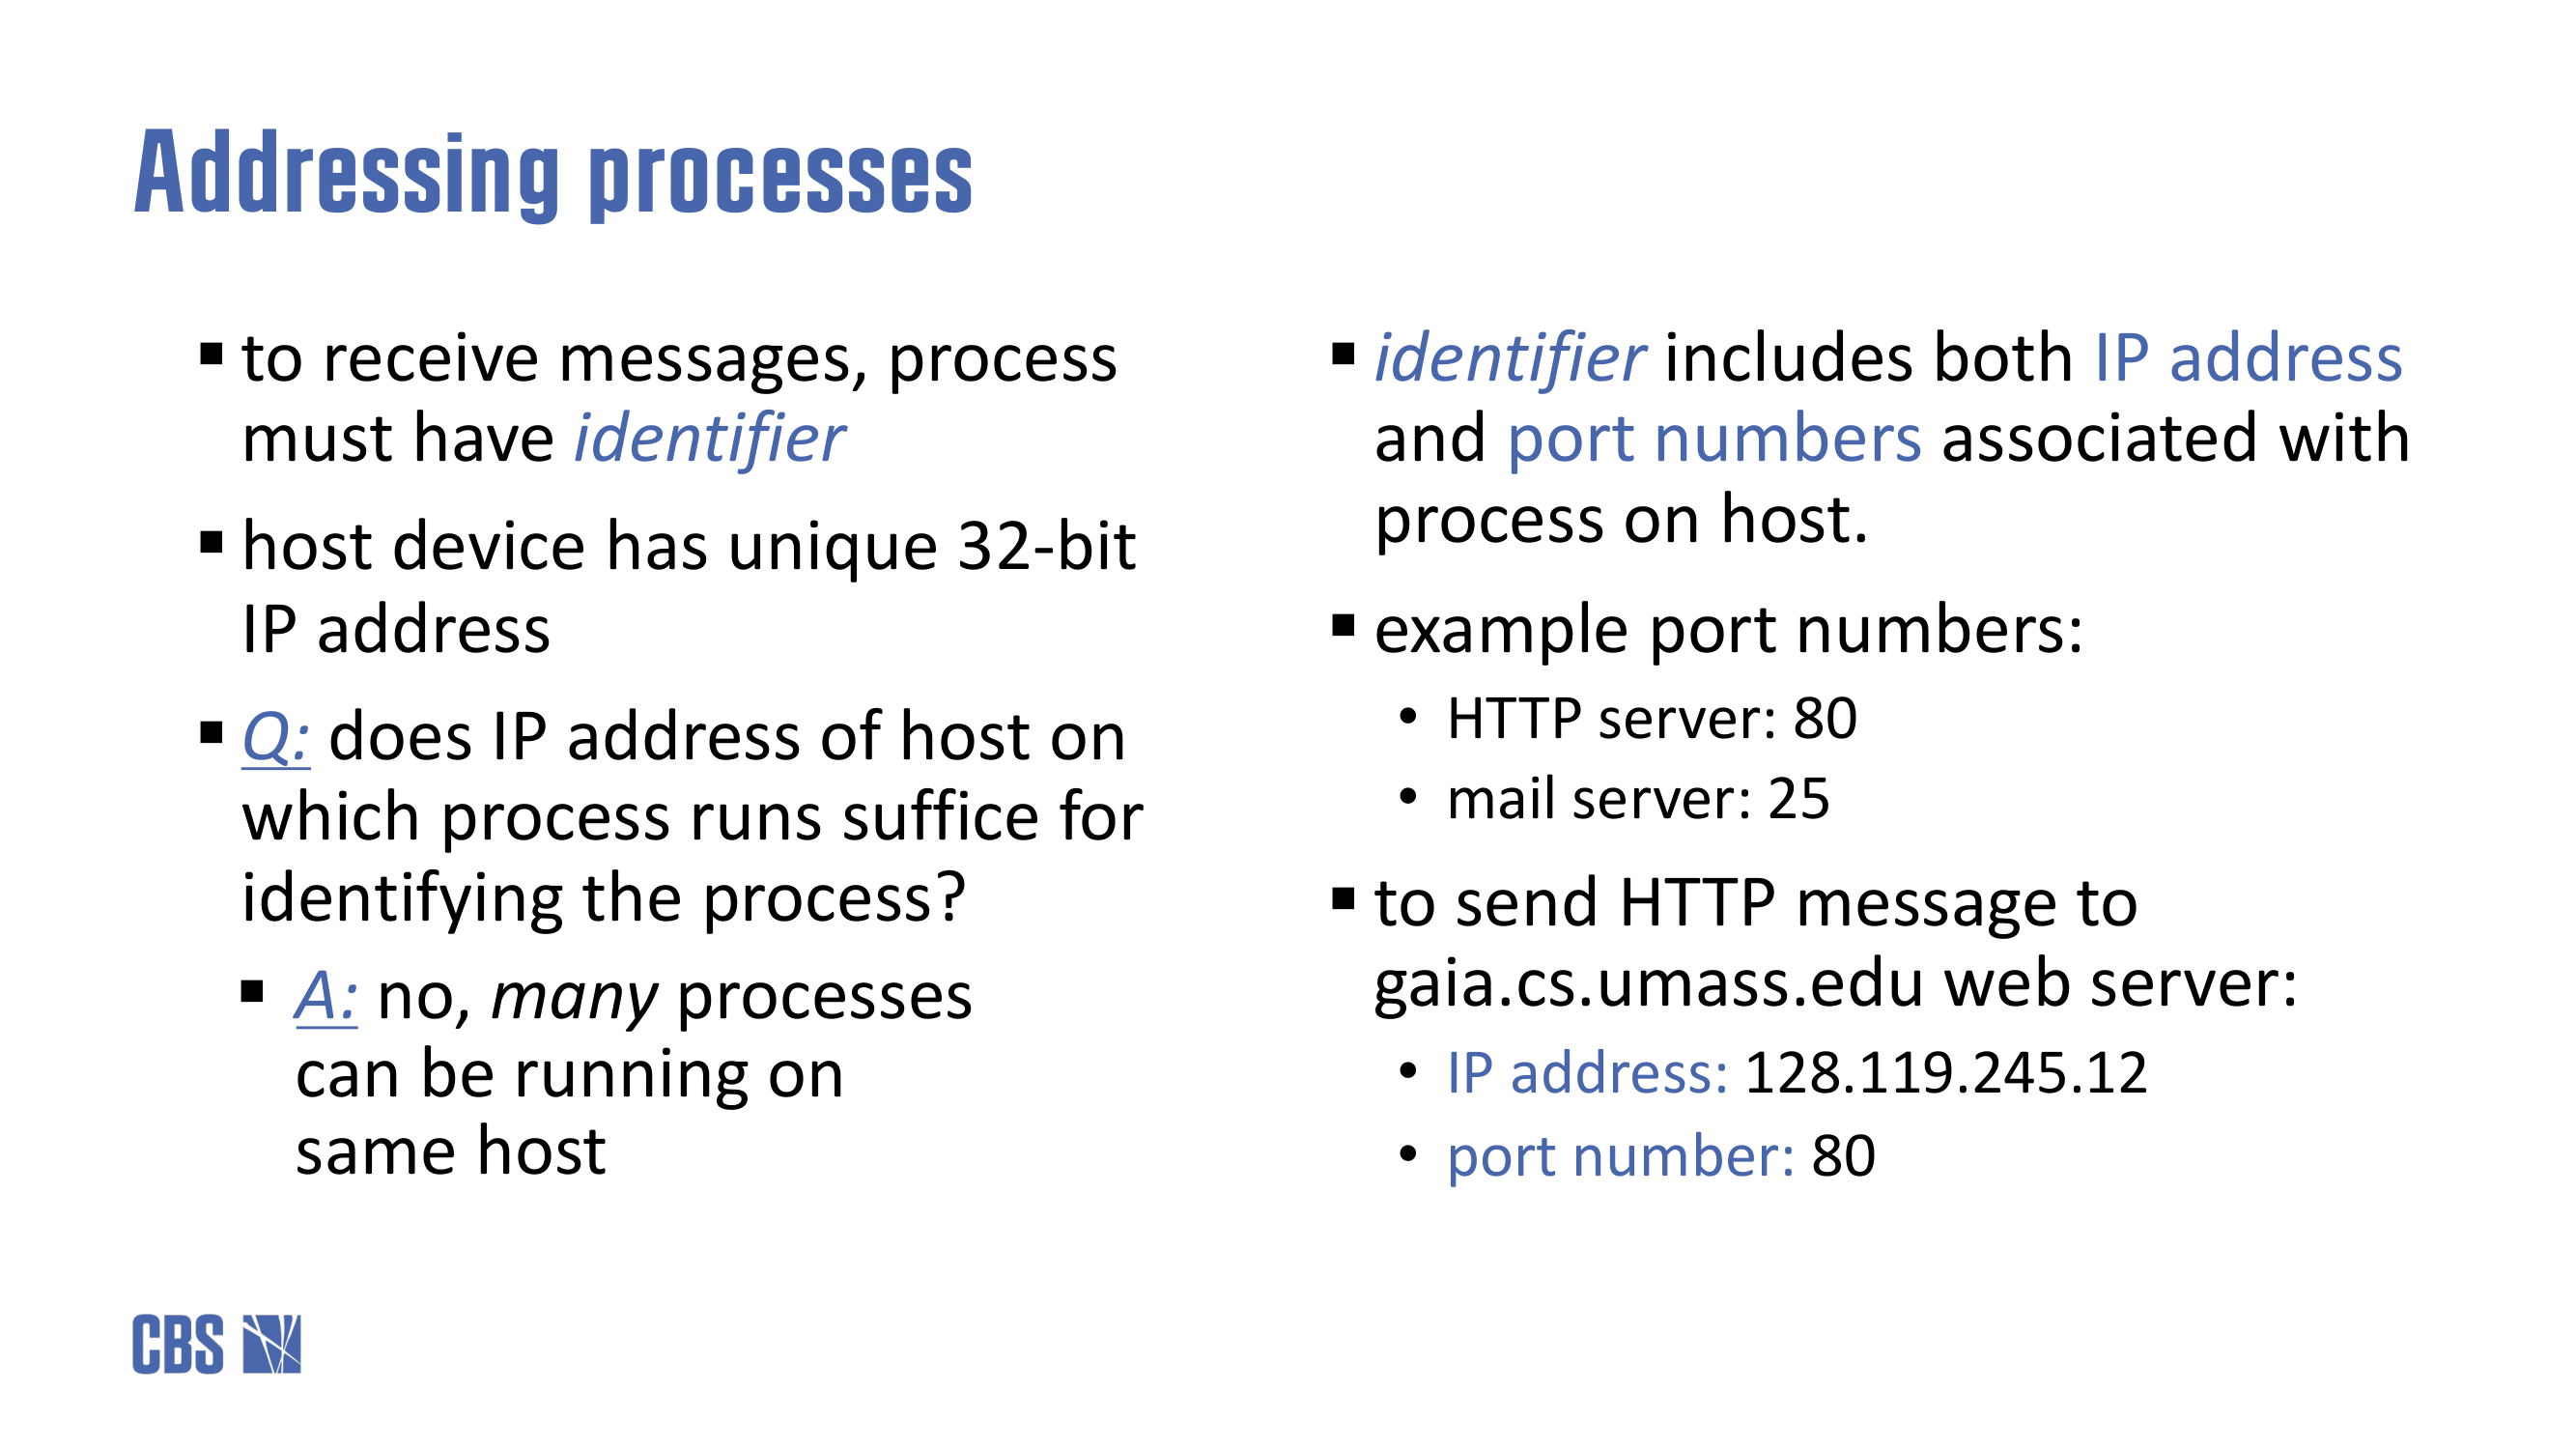 Addressing processes
▪ to receive messages, process
must have identifier
▪ host device has unique 32-bit
IP address
▪ Q: does IP address of host on
which process runs suffice for
identifying the process?
▪ A: no, many processes
can be running on
same host
▪ identifier includes both IP address
and port numbers associated with
process on host.
▪ example port numbers:
• HTTP server: 80
• mail server: 25
▪ to send HTTP message to
gaia.cs.umass.edu web server:
• IP address: 128.119.245.12
• port number: 80
CBS